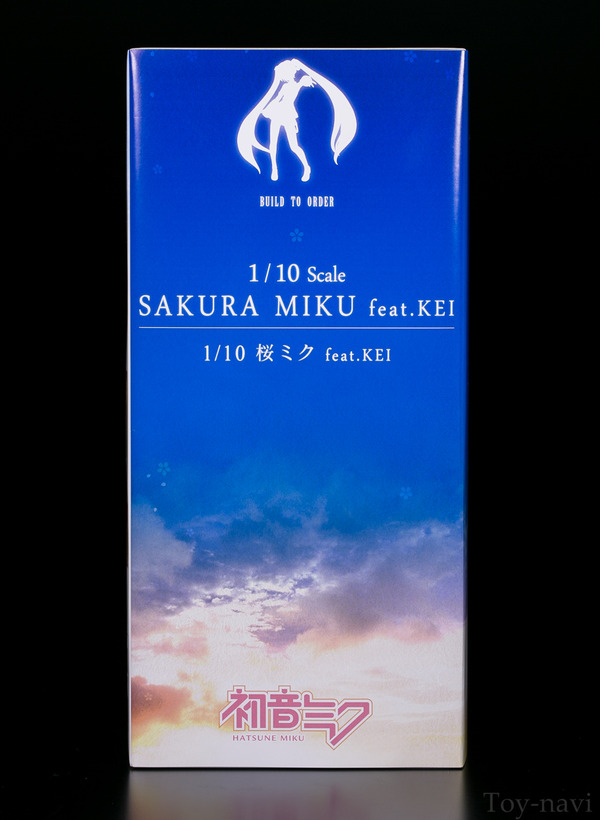 BUILD TO ORDER
1/10 Scale
SAKURA MIKU feat.KEI
1/10 桜ミク feat.KEI
初音ミク
HATSUNE MIKU
Toy-navi